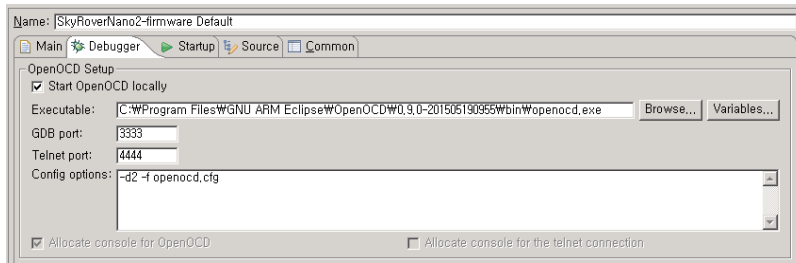 Name: SkyRoverNano2-firmware Default
Main Debugger Startup Source Common
OpenOCD Setup
Start OpenOCD locally
Executable: C:₩Program Files₩GNU ARM Eclipse₩OpenOCD₩0.9.0-201505190955₩bin₩openocd.exe Browse... Variables...
GDB port: 3333
Telnet port: 4444
Config options: -d2 -f openocd.cfg
Allocate console for OpenOCD Allocate console for the telnet connection